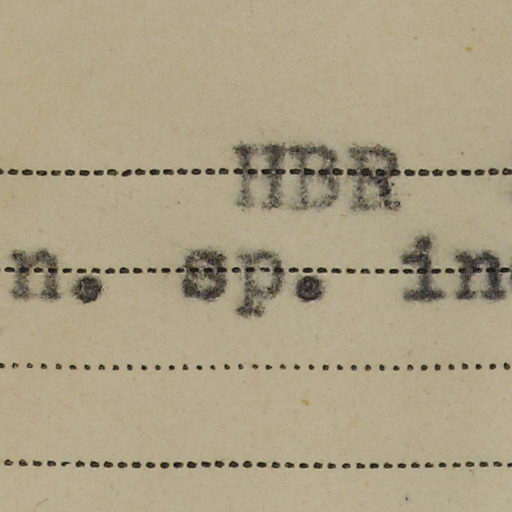 HBR
n. sp. in